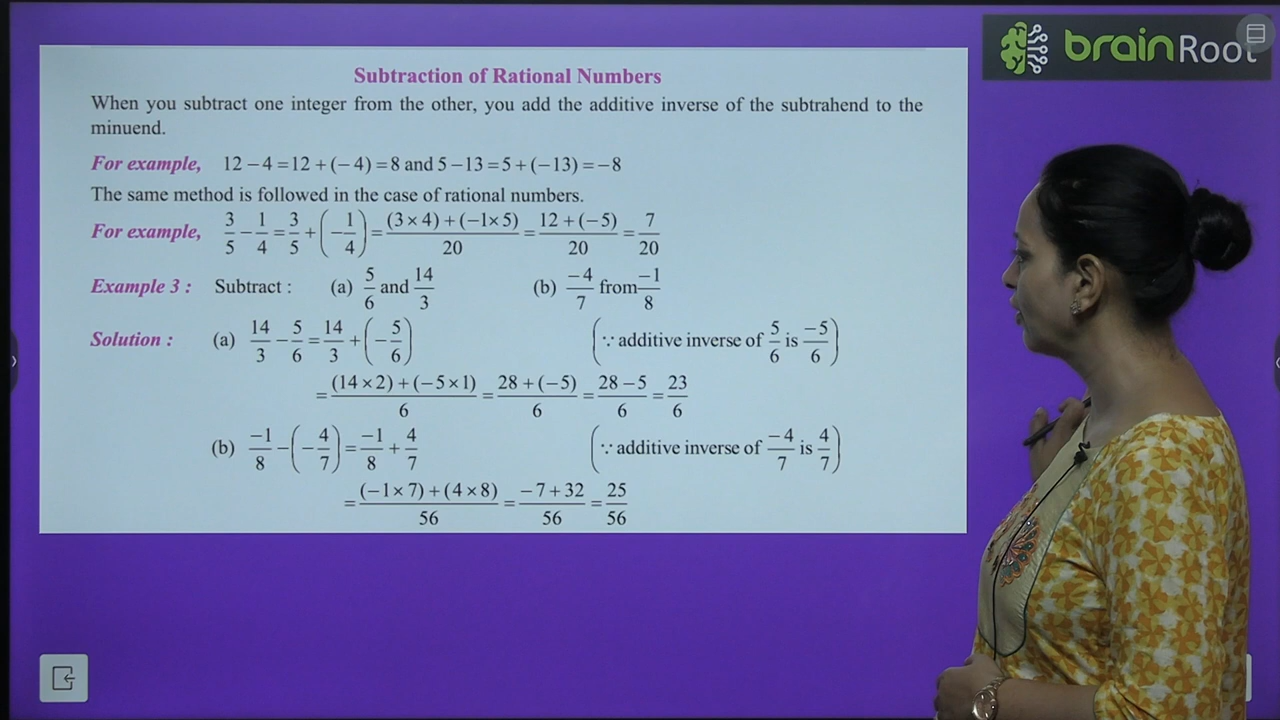 brainRoot
Subtraction of Rational Numbers
When you subtract one integer from the other, you add the additive inverse of the subtrahend to the
minuend.
For example, 12 − 4 = 12 + (− 4) = 8 and 5 − 13 = 5 + (−13) = −8
The same method is followed in the case of rational numbers.
For example, 3/5 − 1/4 = 3/5 + (−1/4) = (3 × 4) + (−1 × 5)/20 = 12 + (−5)/20 = 7/20
Example 3 : Subtract : (a) 5/6 and 14/3 (b) −4/7 from −1/8
Solution : (a) 14/3 − 5/6 = 14/3 + (−5/6) (∵ additive inverse of 5/6 is −5/6)
= (14 × 2) + (−5 × 1)/6 = 28 + (−5)/6 = 28 − 5/6 = 23/6
(b) −1/8 − (−4/7) = −1/8 + 4/7 (∵ additive inverse of −4/7 is 4/7)
= (−1 × 7) + (4 × 8)/56 = −7 + 32/56 = 25/56